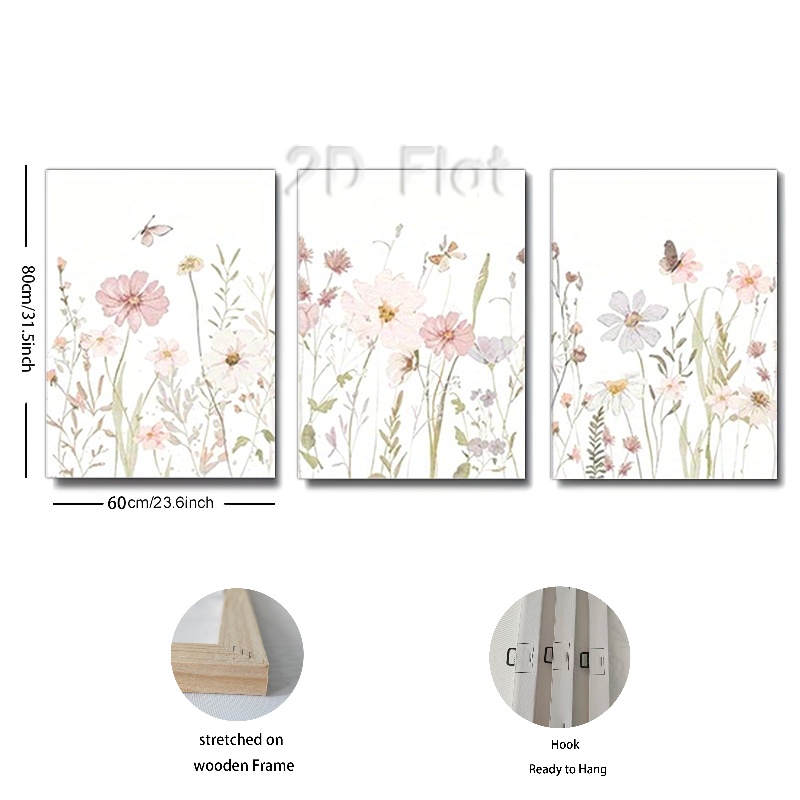 2D Flat
80cm/31.5inch
60cm/23.6inch
stretched on
wooden Frame
Hook
Ready to Hang